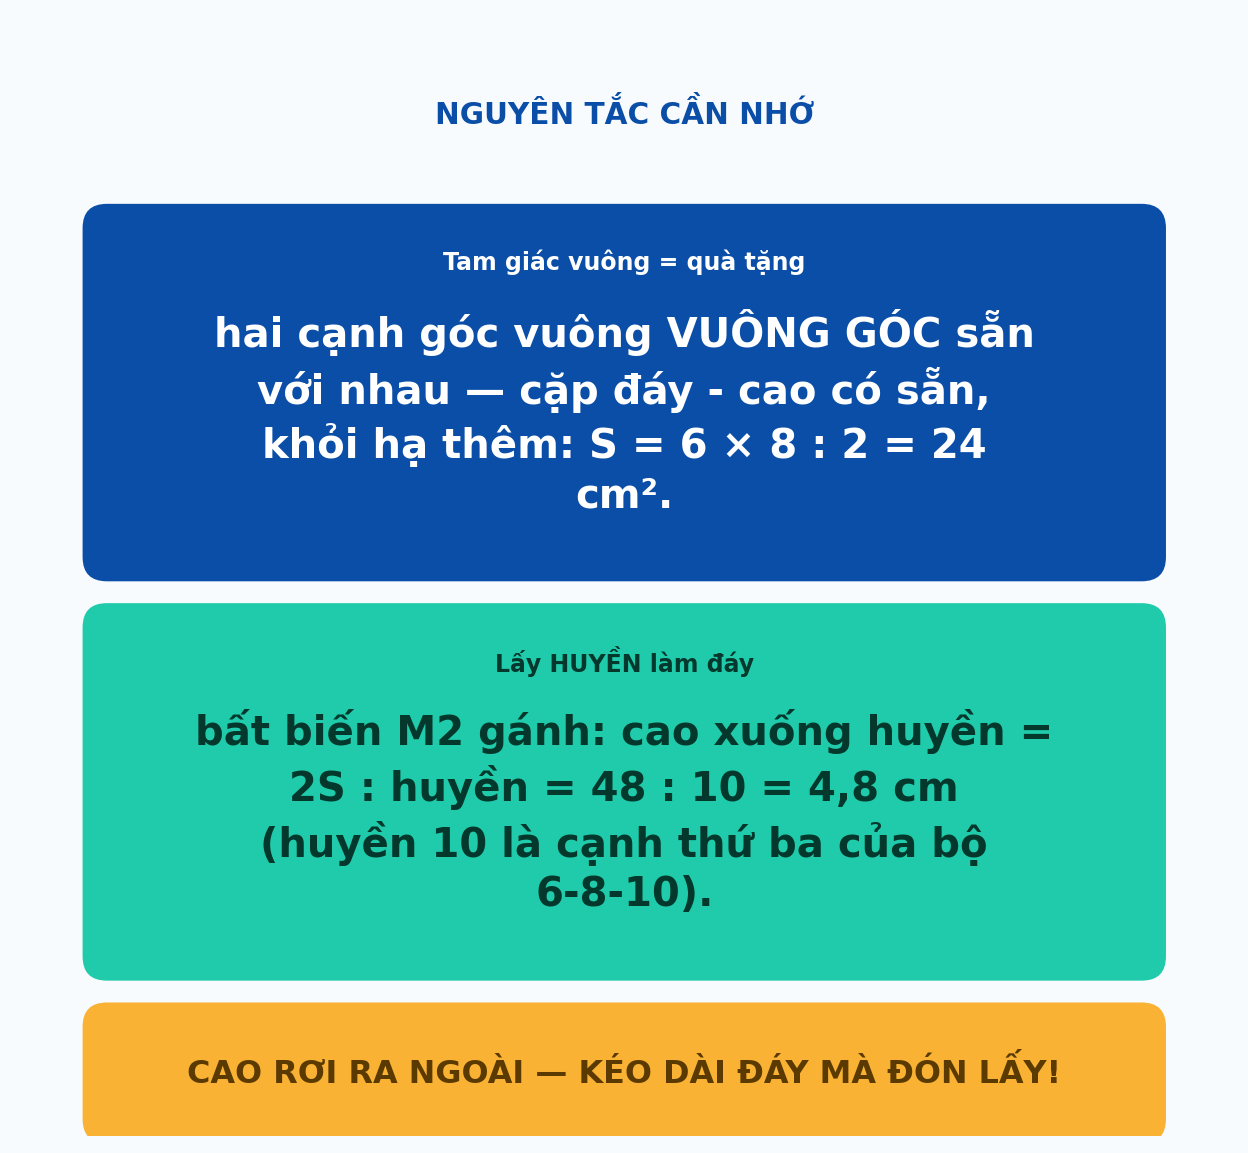 NGUYÊN TẮC CẦN NHỚ
Tam giác vuông = quà tặng
hai cạnh góc vuông VUÔNG GÓC sẵn
với nhau — cặp đáy - cao có sẵn,
khỏi hạ thêm: S = 6 × 8 : 2 = 24
cm².
Lấy HUYỀN làm đáy
bất biến M2 gánh: cao xuống huyền =
2S : huyền = 48 : 10 = 4,8 cm
(huyền 10 là cạnh thứ ba của bộ
6-8-10).
CAO RƠI RA NGOÀI — KÉO DÀI ĐÁY MÀ ĐÓN LẤY!